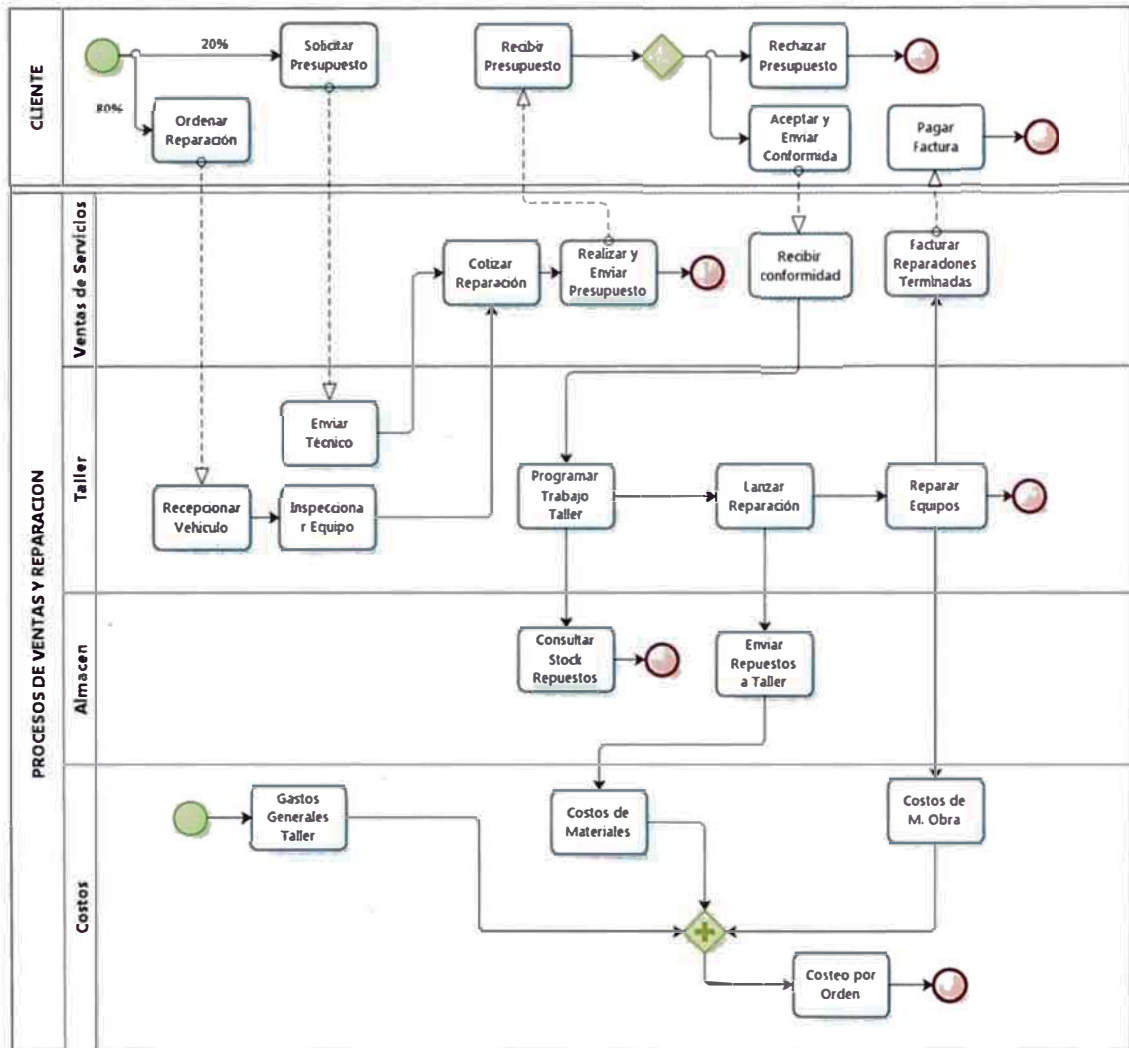 CLIENTE
20%
80%
Solicitar
Presupuesto
Ordenar
Reparación
Recibir
Presupuesto
Rechazar
Presupuesto
Aceptar y
Enviar
Conformida
Pagar
Factura
PROCESOS DE VENTAS Y REPARACION
Ventas de Servicios
Cotizar
Reparación
Realizar y
Enviar
Presupuesto
Recibir
conformidad
Facturar
Reparaciones
Terminadas
Taller
Enviar
Técnico
Recepcionar
Vehiculo
Inspecciona
r Equipo
Programar
Trabajo
Taller
Lanzar
Reparación
Reparar
Equipos
Almacen
Consultar
Stock
Repuestos
Enviar
Repuestos
a Taller
Costos
Gastos
Generales
Taller
Costos de
Materiales
Costos de
M. Obra
Costeo por
Orden